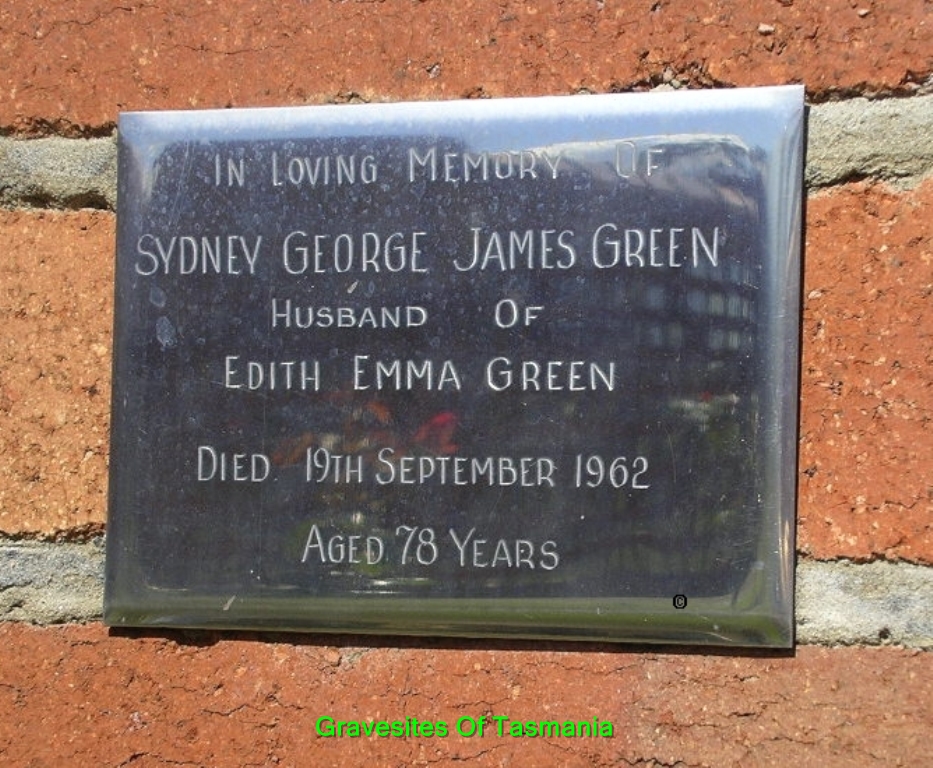 IN LOVING MEMORY OF
SYDNEY GEORGE JAMES GREEN
HUSBAND OF
EDITH EMMA GREEN
DIED 19TH SEPTEMBER 1962
AGED 78 YEARS
©
Gravesites Of Tasmania